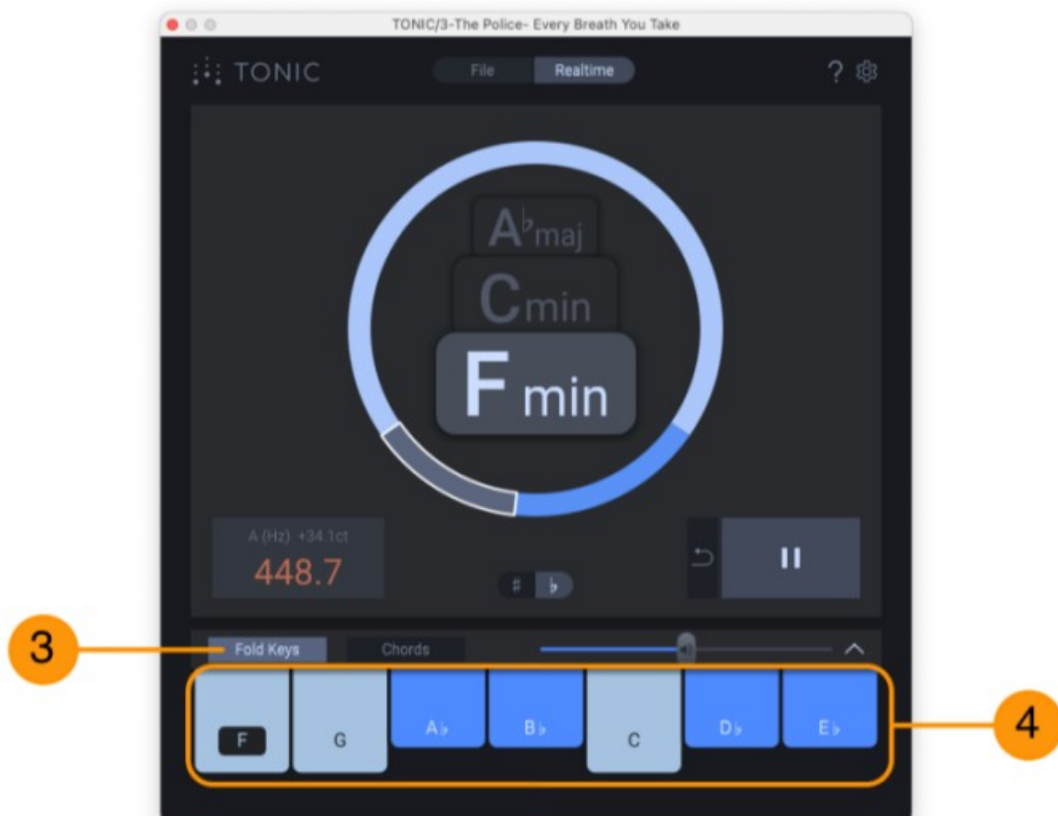 TONIC/3-The Police- Every Breath You Take
TONIC
File Realtime
?
A♭maj
C min
F min
A (Hz) +34.1ct
448.7
♯ ♭
3
Fold Keys Chords
F G A♭ B♭ C D♭ E♭
4